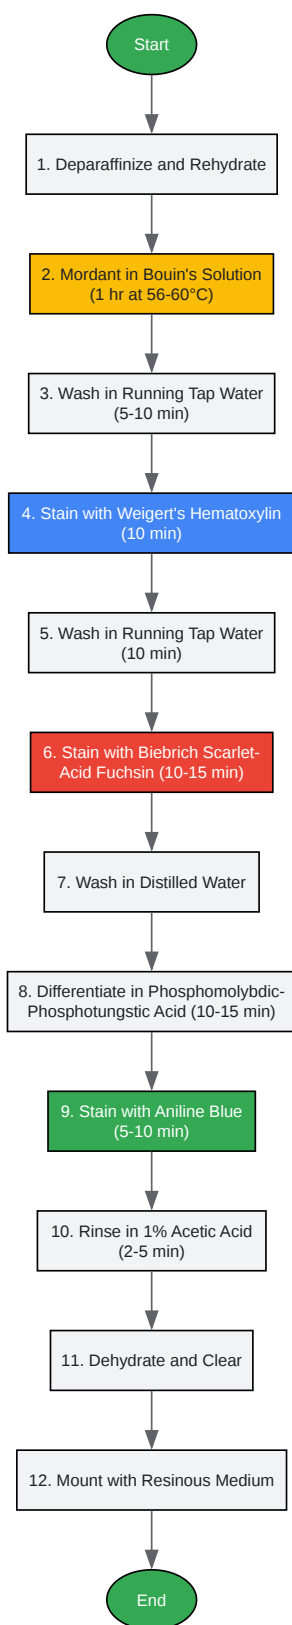 Start
1. Deparaffinize and Rehydrate
2. Mordant in Bouin's Solution
(1 hr at 56-60°C)
3. Wash in Running Tap Water
(5-10 min)
4. Stain with Weigert's Hematoxylin
(10 min)
5. Wash in Running Tap Water
(10 min)
6. Stain with Biebrich Scarlet-
Acid Fuchsin (10-15 min)
7. Wash in Distilled Water
8. Differentiate in Phosphomolybdic-
Phosphotungstic Acid (10-15 min)
9. Stain with Aniline Blue
(5-10 min)
10. Rinse in 1% Acetic Acid
(2-5 min)
11. Dehydrate and Clear
12. Mount with Resinous Medium
End